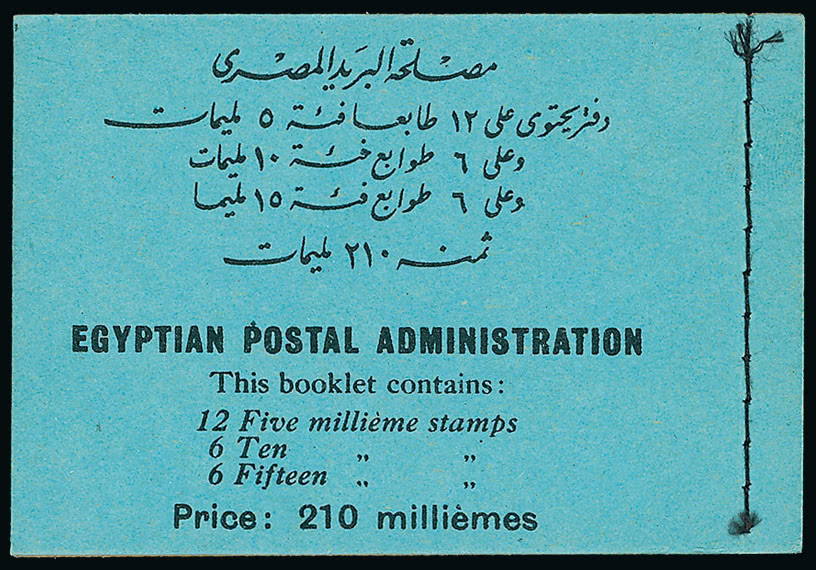 مصلحة البريد المصرى
دفتر يحتوى على ١٢ طابعا فئة ٥ مليمات
وعلى ٦ طوابع فئة ١٠ مليمات
وعلى ٦ طوابع فئة ١٥ مليما
ثمنه ٢١٠ مليمات
EGYPTIAN POSTAL ADMINISTRATION
This booklet contains:
12 Five millième stamps
6 Ten „ „
6 Fifteen „ „
Price: 210 millièmes